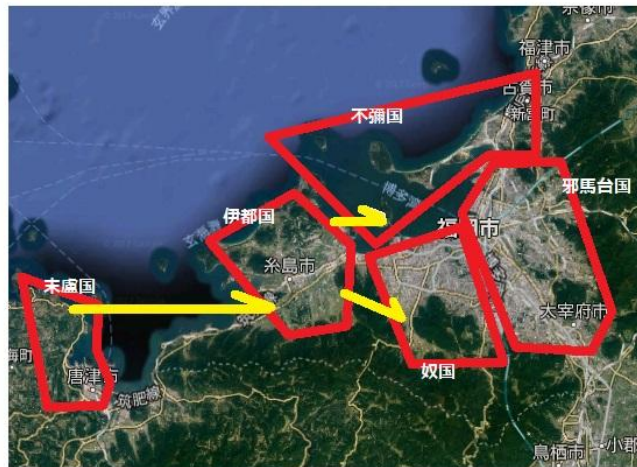 宗像市
玄界
福津市
古賀市
新宮町
不彌国
博多湾
邪馬台国
伊都国
福岡市
糸島市
末盧国
太宰府市
海町
唐津市
筑肥線
奴国
鳥栖市
小郡